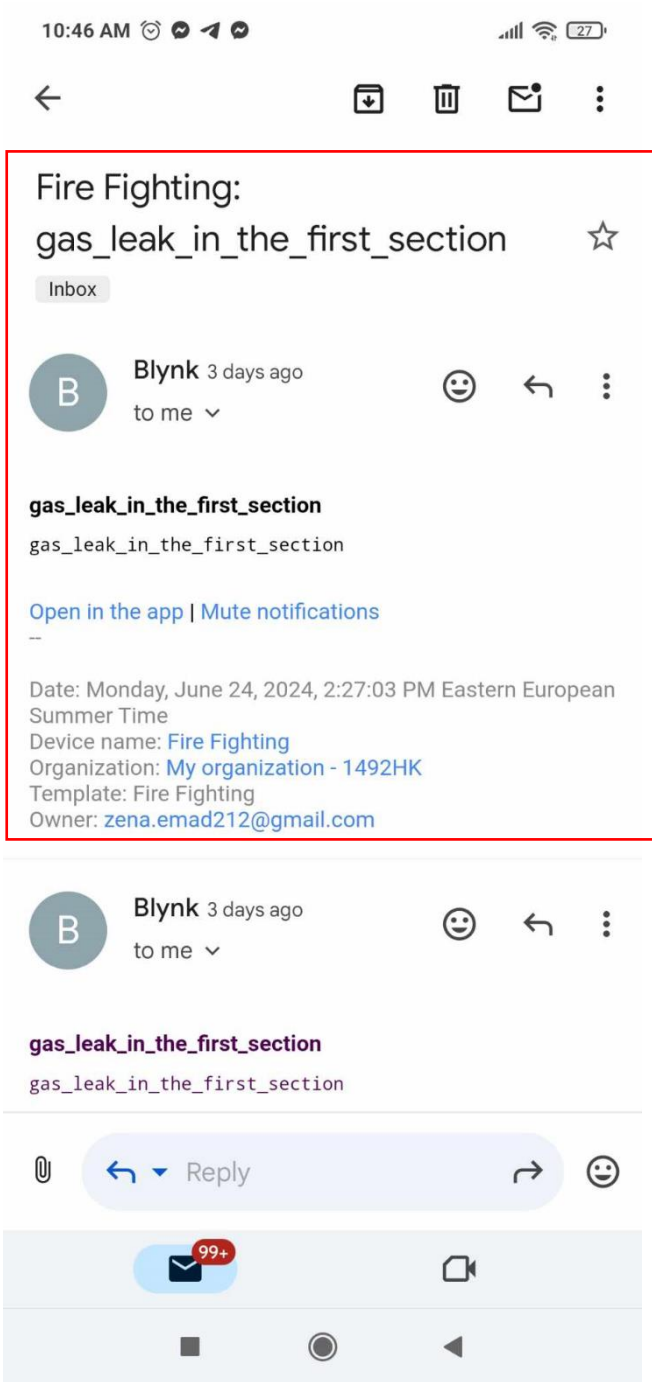 10:46 AM
27
Fire Fighting:
gas_leak_in_the_first_section
Inbox
B
Blynk 3 days ago
to me
gas_leak_in_the_first_section
gas_leak_in_the_first_section
Open in the app | Mute notifications
--
Date: Monday, June 24, 2024, 2:27:03 PM Eastern European
Summer Time
Device name: Fire Fighting
Organization: My organization - 1492HK
Template: Fire Fighting
Owner: zena.emad212@gmail.com
B
Blynk 3 days ago
to me
gas_leak_in_the_first_section
gas_leak_in_the_first_section
Reply
99+